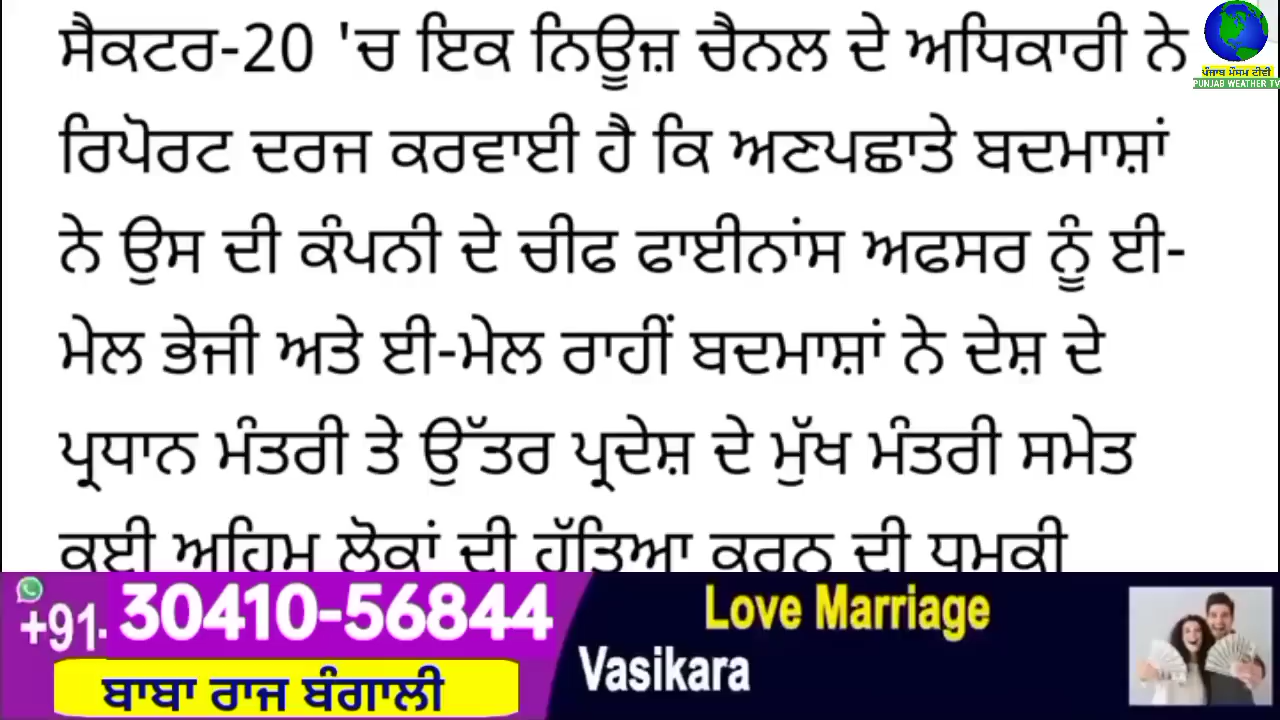 ਸੈਕਟਰ-20 'ਚ ਇਕ ਨਿਊਜ਼ ਚੈਨਲ ਦੇ ਅਧਿਕਾਰੀ ਨੇ
ਰਿਪੋਰਟ ਦਰਜ ਕਰਵਾਈ ਹੈ ਕਿ ਅਣਪਛਾਤੇ ਬਦਮਾਸ਼ਾਂ
ਨੇ ਉਸ ਦੀ ਕੰਪਨੀ ਦੇ ਚੀਫ ਫਾਈਨਾਂਸ ਅਫਸਰ ਨੂੰ ਈ-
ਮੇਲ ਭੇਜੀ ਅਤੇ ਈ-ਮੇਲ ਰਾਹੀਂ ਬਦਮਾਸ਼ਾਂ ਨੇ ਦੇਸ਼ ਦੇ
ਪ੍ਰਧਾਨ ਮੰਤਰੀ ਤੇ ਉੱਤਰ ਪ੍ਰਦੇਸ਼ ਦੇ ਮੁੱਖ ਮੰਤਰੀ ਸਮੇਤ
ਕਈ ਅਹਿਮ ਲੋਕਾਂ ਦੀ ਹੱਤਿਆ ਕਰਨ ਦੀ ਧਮਕੀ
ਪੰਜਾਬ ਮੌਸਮ ਟੀਵੀ
PUNJAB WEATHER TV
+91- 30410-56844
ਬਾਬਾ ਰਾਜ ਬੰਗਾਲੀ
Love Marriage
Vasikara